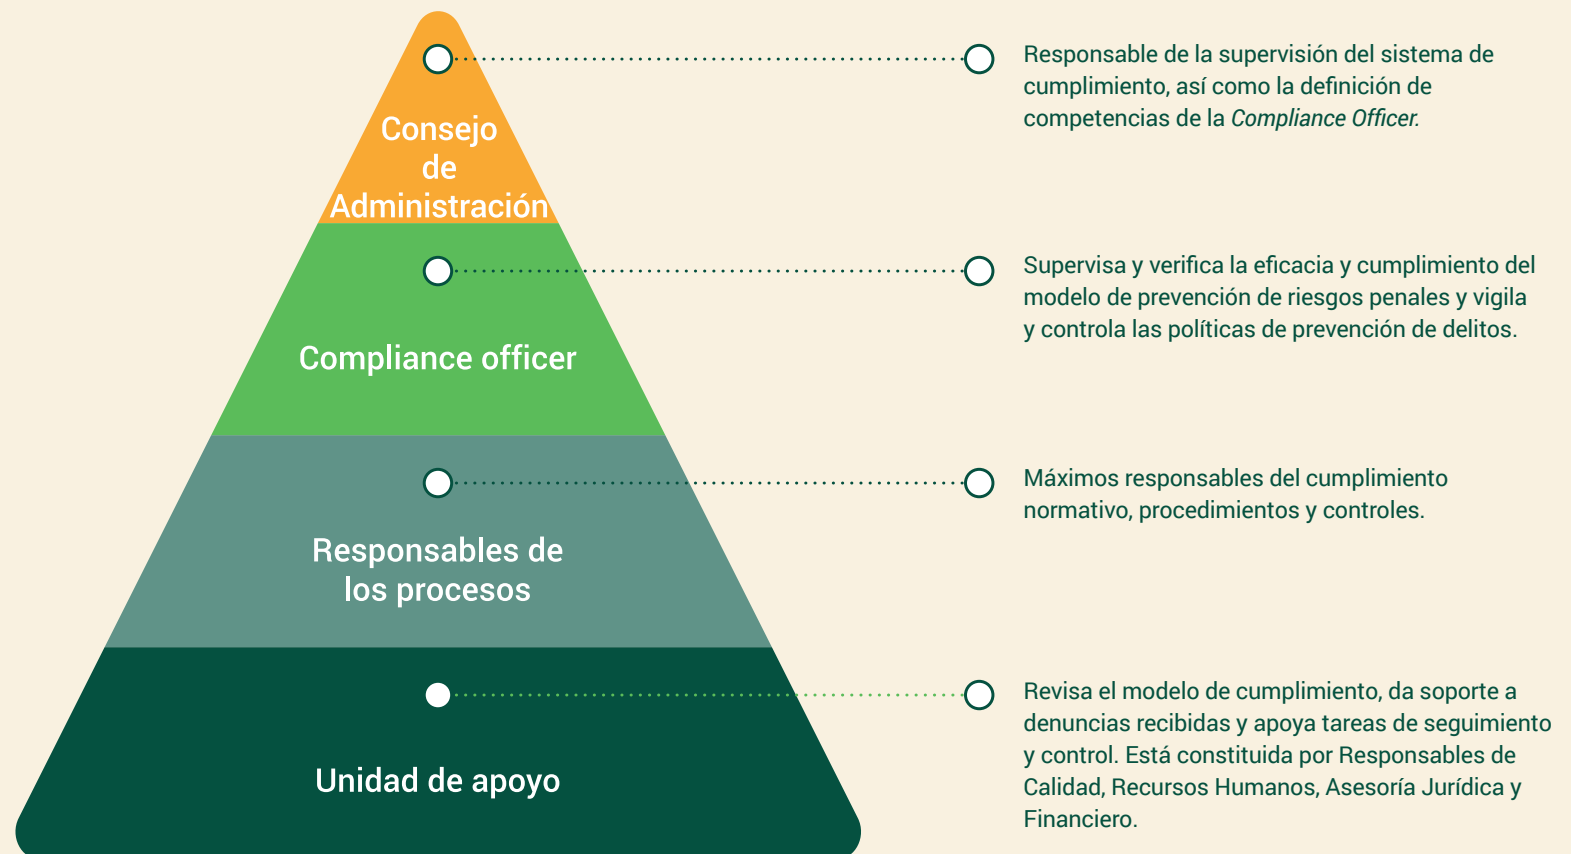 Consejo
de
Administración
Responsable de la supervisión del sistema de
cumplimiento, así como la definición de
competencias de la Compliance Officer.
Compliance officer
Supervisa y verifica la eficacia y cumplimiento del
modelo de prevención de riesgos penales y vigila
y controla las políticas de prevención de delitos.
Responsables de
los procesos
Máximos responsables del cumplimiento
normativo, procedimientos y controles.
Unidad de apoyo
Revisa el modelo de cumplimiento, da soporte a
denuncias recibidas y apoya tareas de seguimiento
y control. Está constituida por Responsables de
Calidad, Recursos Humanos, Asesoría Jurídica y
Financiero.